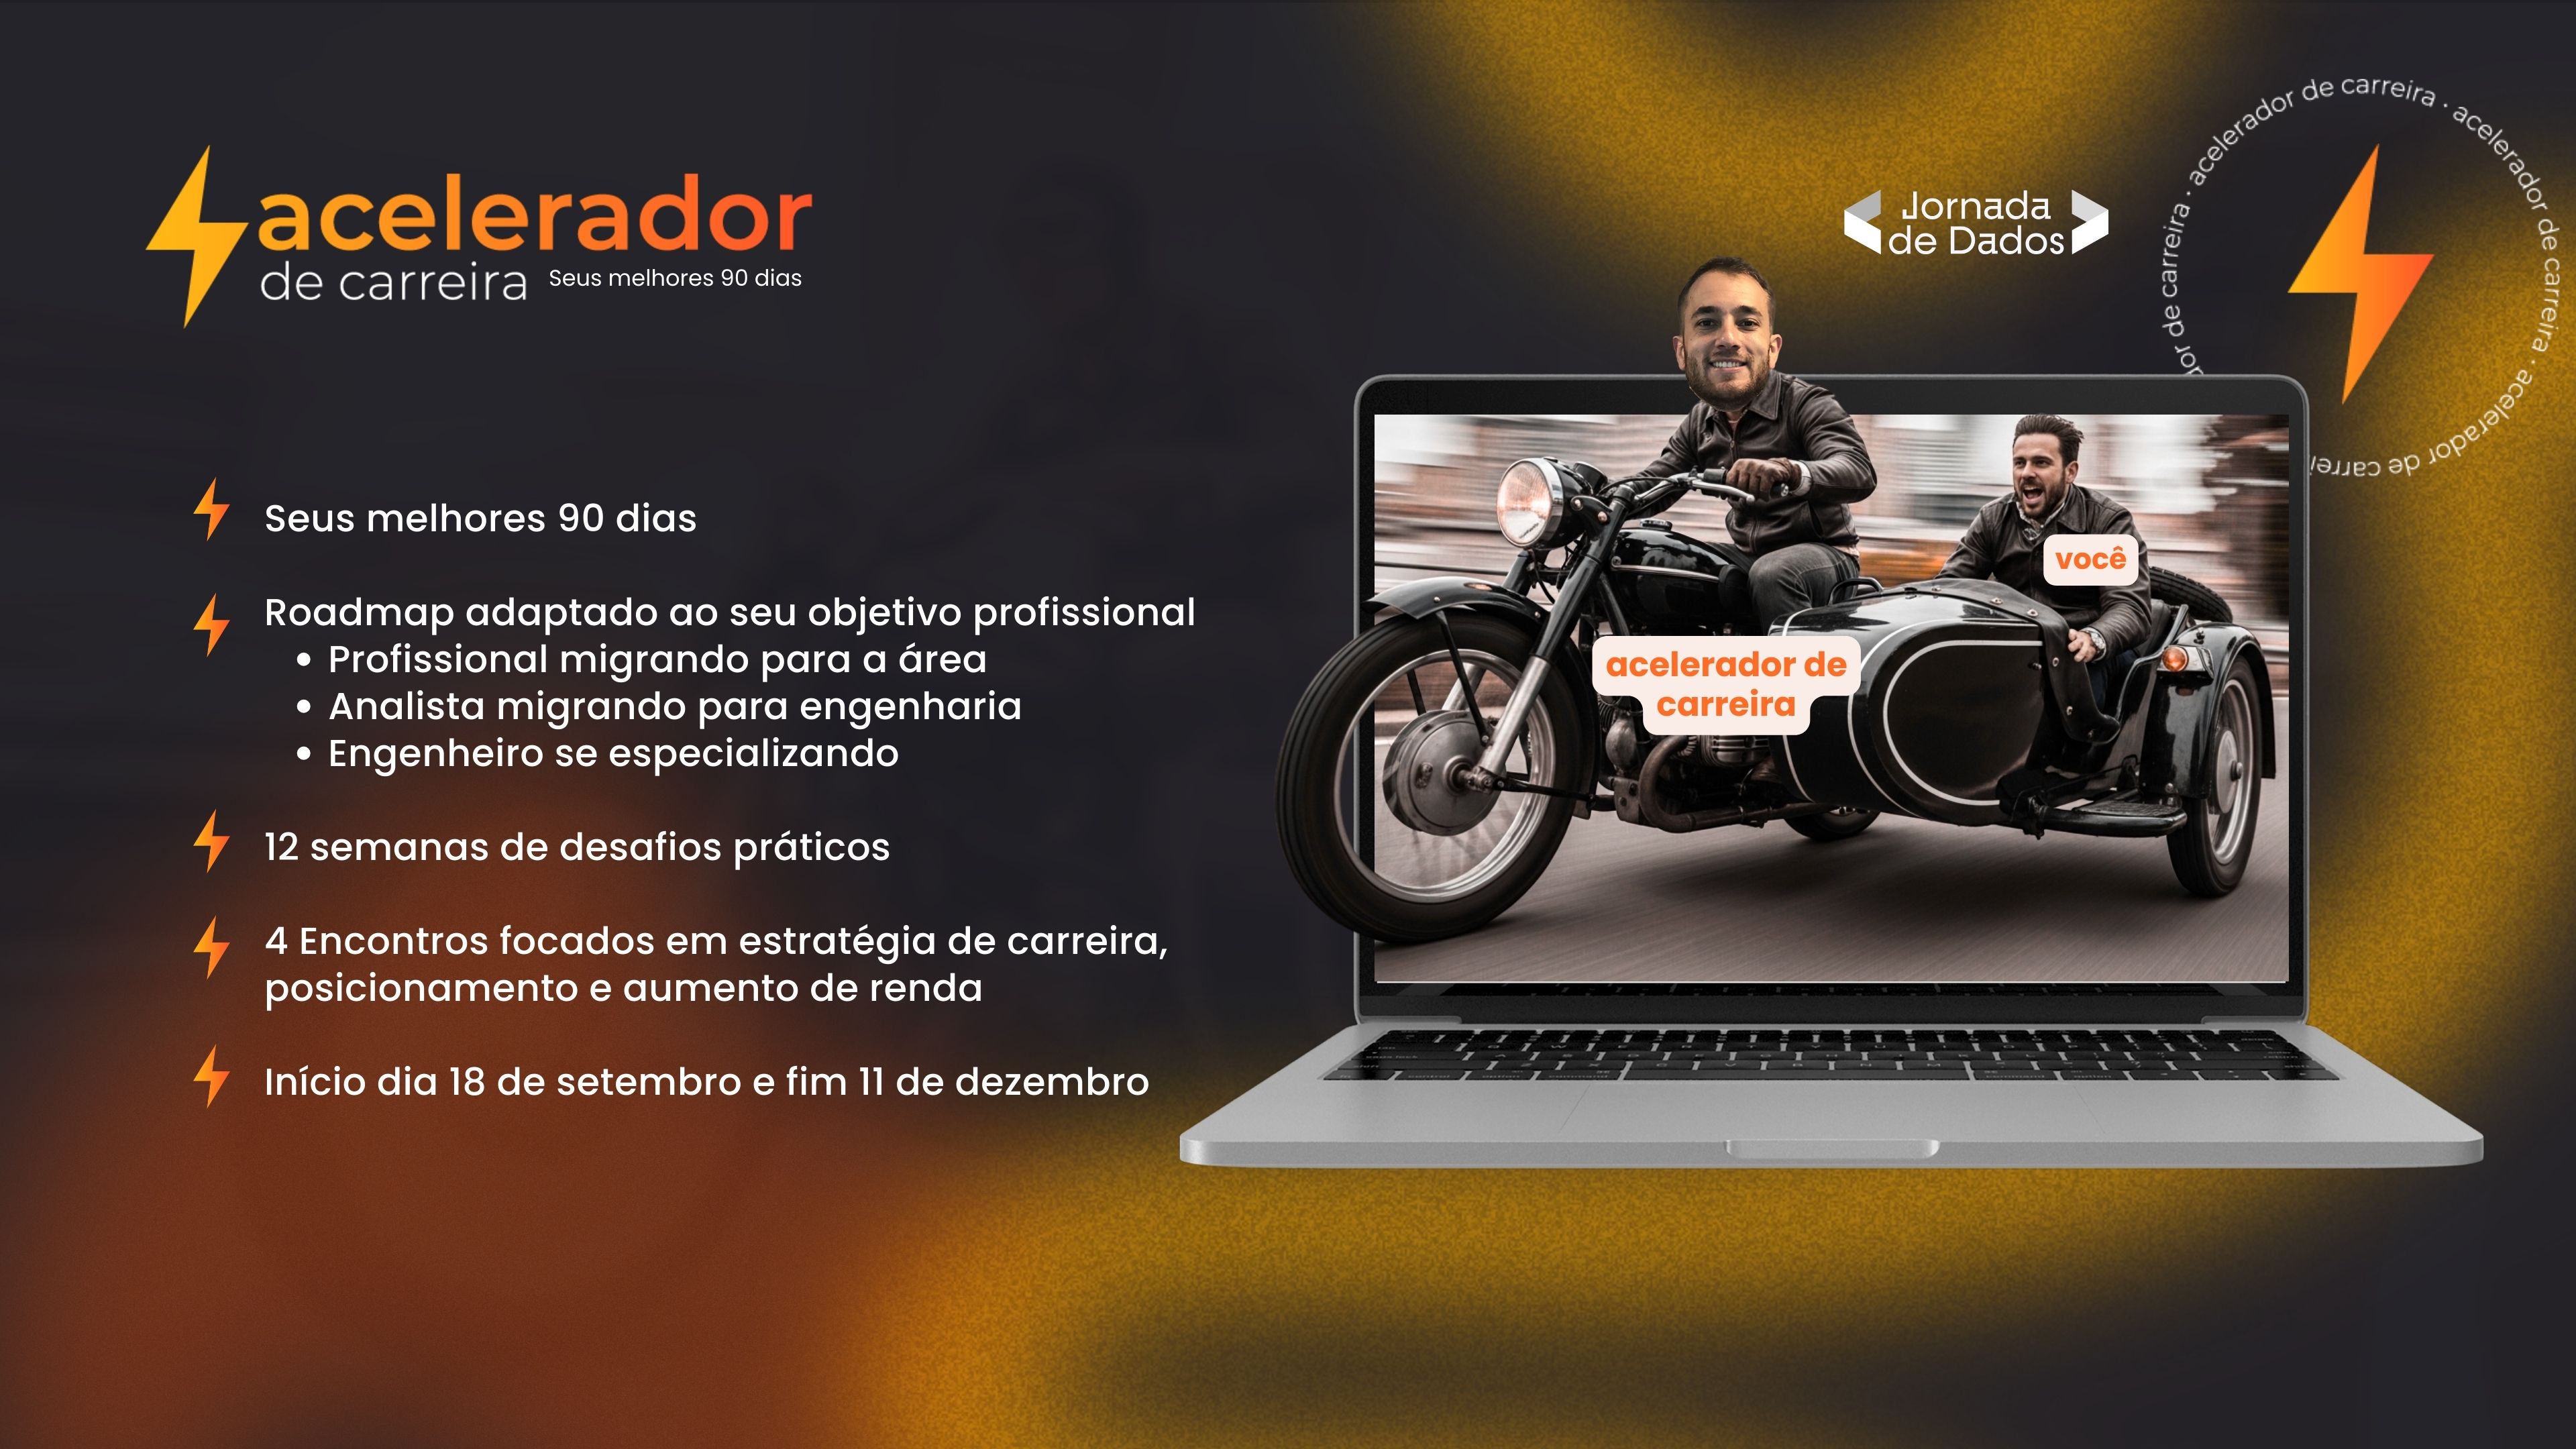 acelerador
de carreira Seus melhores 90 dias
Jornada
de Dados
acelerador de carreira · acelerador de carreira · acelerador de carrei
or de carreira ·
Seus melhores 90 dias
Roadmap adaptado ao seu objetivo profissional
• Profissional migrando para a área
• Analista migrando para engenharia
• Engenheiro se especializando
12 semanas de desafios práticos
4 Encontros focados em estratégia de carreira,
posicionamento e aumento de renda
Início dia 18 de setembro e fim 11 de dezembro
você
acelerador de
carreira